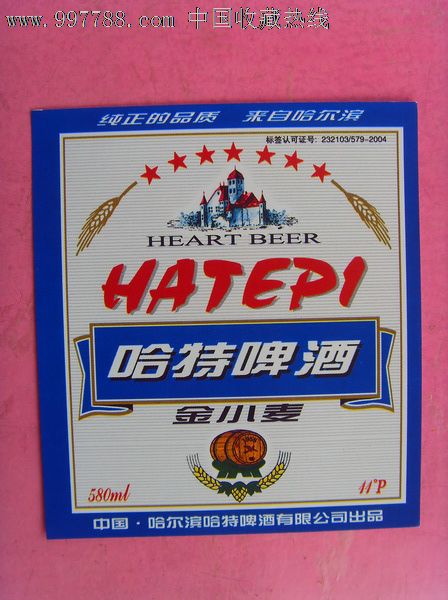 www.997788.com 中国收藏热线
纯正的品质 来自哈尔滨
标签认可证号: 232103/579-2004
HEART BEER
HATEPI
哈特啤酒
金小麦
580ml 11°P
中国·哈尔滨哈特啤酒有限公司出品